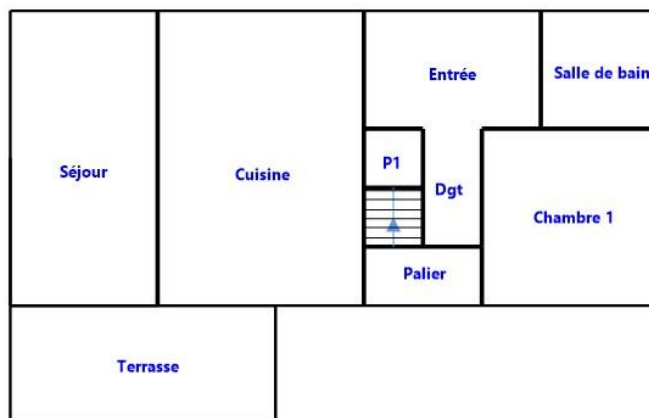 Entrée
Salle de bain
P1
Séjour
Cuisine
Dgt
Chambre 1
Palier
Terrasse